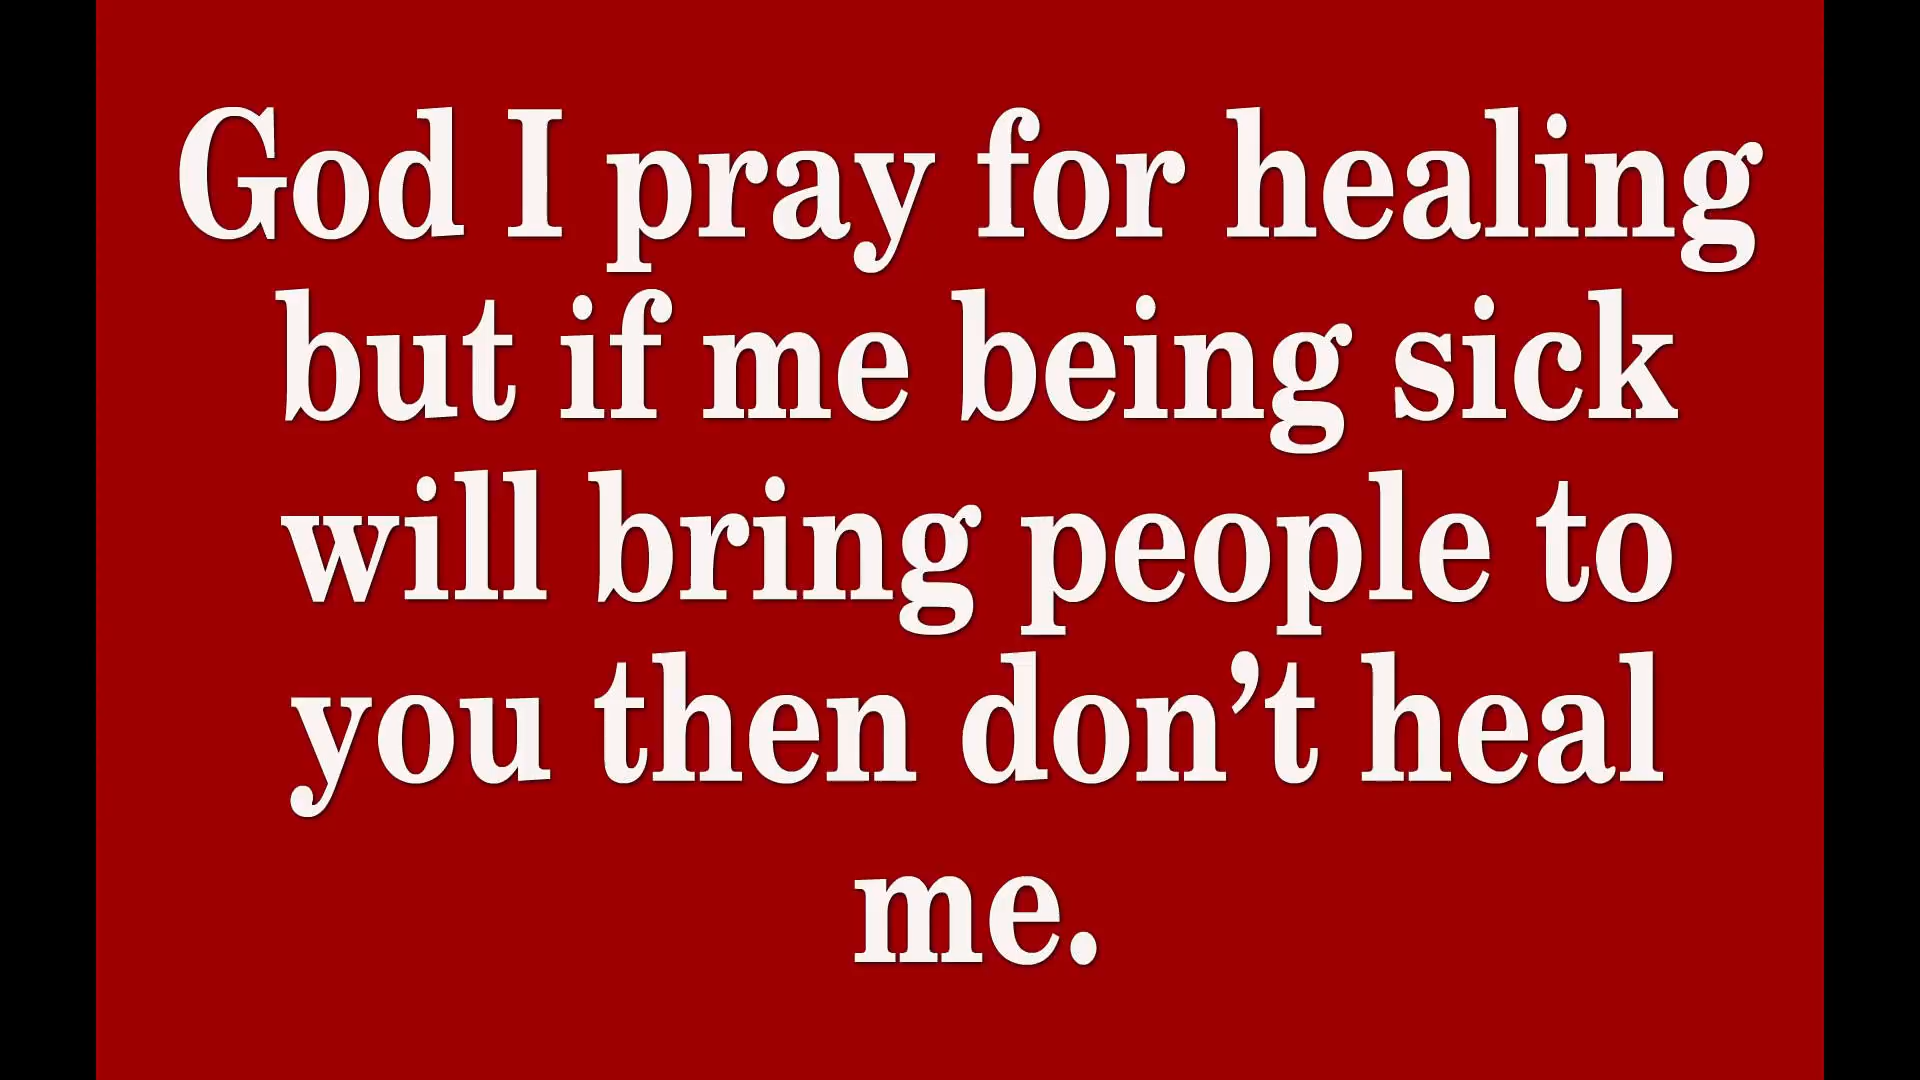 God I pray for healing
but if me being sick
will bring people to
you then don’t heal
me.